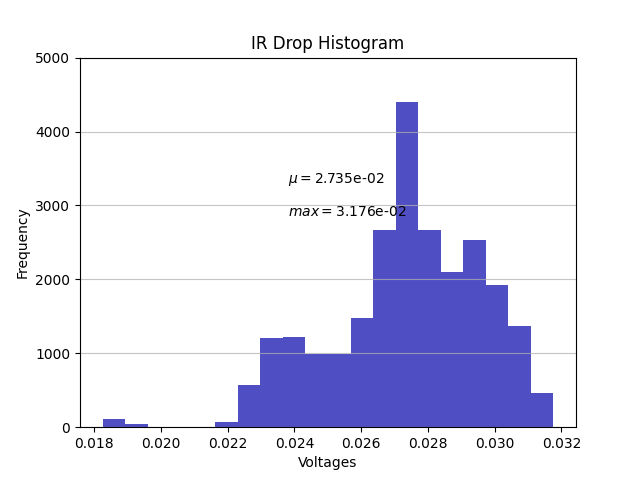 IR Drop Histogram
5000
4000
3000
2000
1000
0
Frequency
μ = 2.735e-02
max = 3.176e-02
0.018 0.020 0.022 0.024 0.026 0.028 0.030 0.032
Voltages